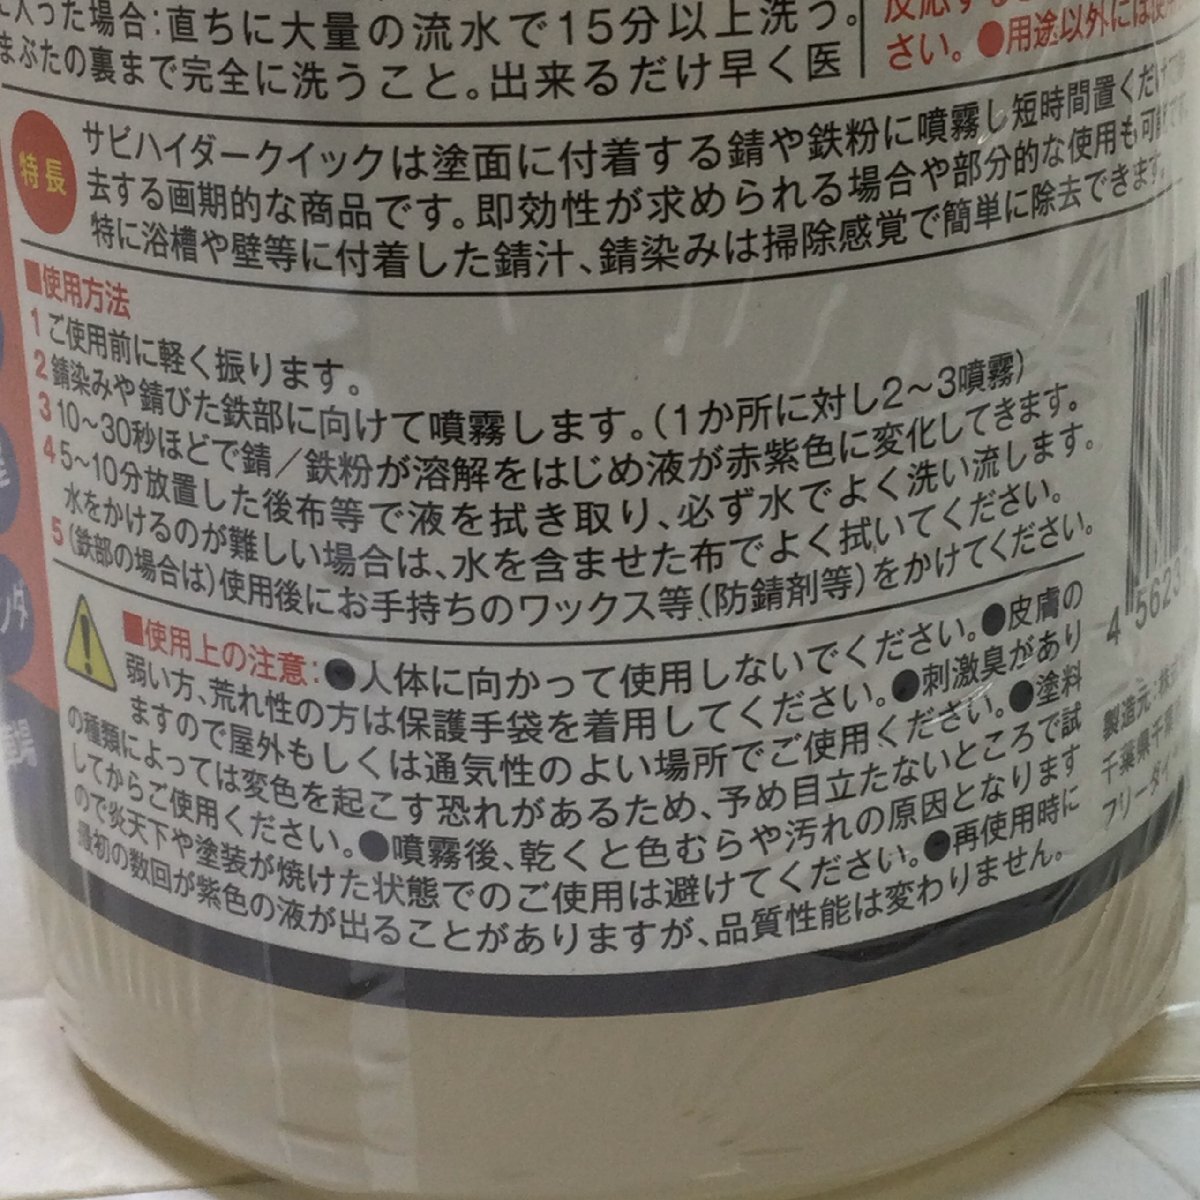 入った場合:直ちに大量の流水で15分以上洗う。
まぶたの裏まで完全に洗うこと。出来るだけ早く医
さい。●用途以外には使
特長
サビハイダークイックは塗面に付着する錆や鉄粉に噴霧し短時間置くだけで
去する画期的な商品です。即効性が求められる場合や部分的な使用も可能です。
特に浴槽や壁等に付着した錆汁、錆染みは掃除感覚で簡単に除去できます。
■使用方法
1 ご使用前に軽く振ります。
2 錆染みや錆びた鉄部に向けて噴霧します。(1か所に対し2～3噴霧)
3 10～30秒ほどで錆／鉄粉が溶解をはじめ液が赤紫色に変化してきます。
4 5～10分放置した後布等で液を拭き取り、必ず水でよく洗い流します。
水をかけるのが難しい場合は、水を含ませた布でよく拭いてください。
5 (鉄部の場合は)使用後にお手持ちのワックス等(防錆剤等)をかけてください。
■使用上の注意:●人体に向かって使用しないでください。●皮膚の
弱い方、荒れ性の方は保護手袋を着用してください。●刺激臭があり
ますので屋外もしくは通気性のよい場所でご使用ください。●塗料
の種類によっては変色を起こす恐れがあるため、予め目立たないところで試
してからご使用ください。●噴霧後、乾くと色むらや汚れの原因となります
ので炎天下や塗装が焼けた状態でのご使用は避けてください。●再使用時に
最初の数回が紫色の液が出ることがありますが、品質性能は変わりません。
4 5623
製造元:株
千葉県千葉
フリーダイ